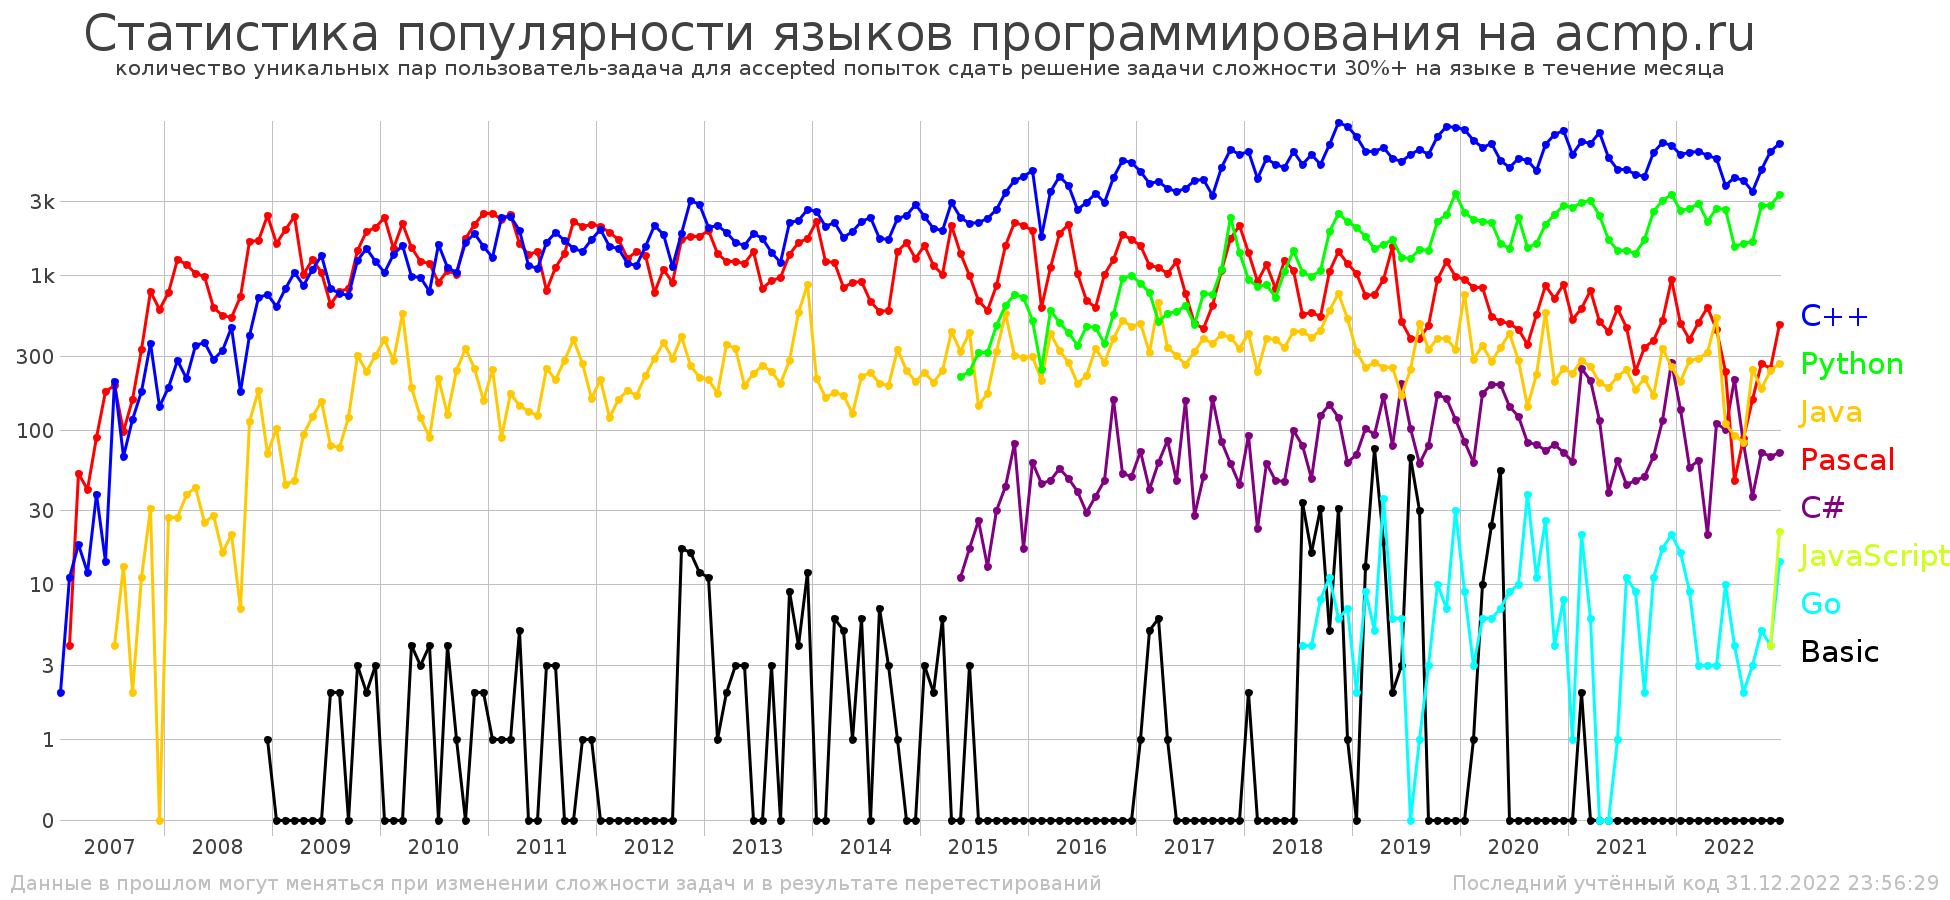 Статистика популярности языков программирования на acmp.ru
количество уникальных пар пользователь-задача для accepted попыток сдать решение задачи сложности 30%+ на языке в течение месяца
3k
1k
300
100
30
10
3
1
0
C++
Python
Java
Pascal
C#
JavaScript
Go
Basic
2007 2008 2009 2010 2011 2012 2013 2014 2015 2016 2017 2018 2019 2020 2021 2022
Данные в прошлом могут меняться при изменении сложности задач и в результате перетестирований
Последний учтённый код 31.12.2022 23:56:29